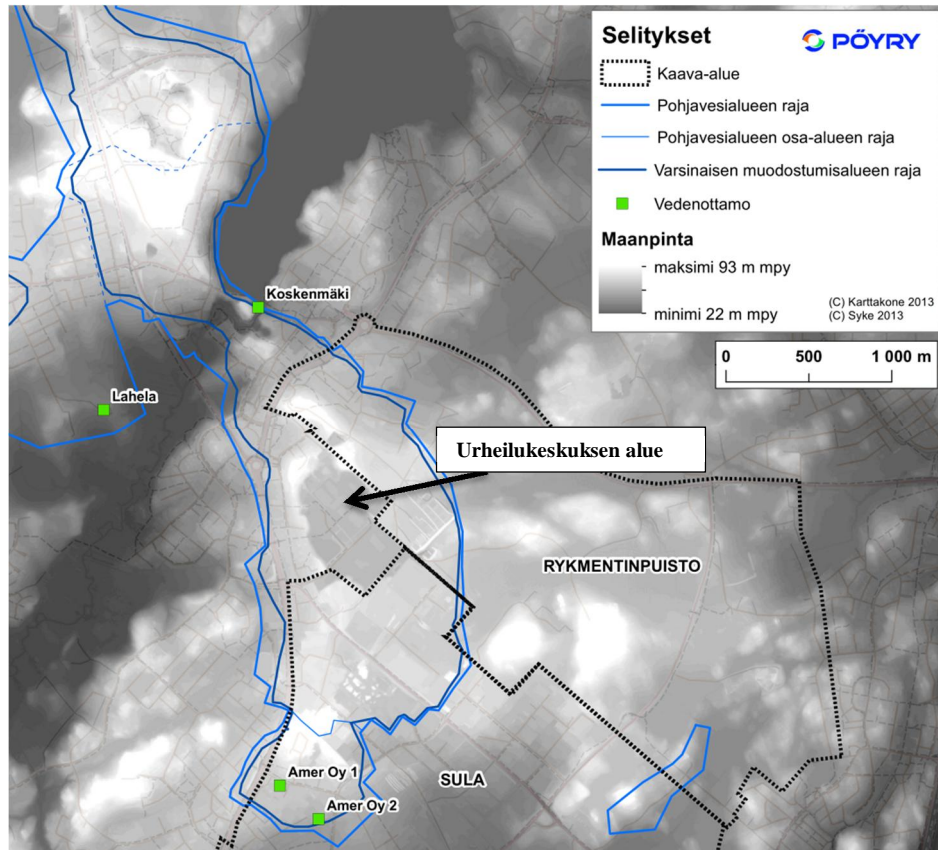 Selitykset
PÖYRY
Kaava-alue
Pohjavesialueen raja
Pohjavesialueen osa-alueen raja
Varsinaisen muodostumisalueen raja
Vedenottamo
Maanpinta
maksimi 93 m mpy
minimi 22 m mpy
(C) Karttakone 2013
(C) Syke 2013
0 500 1 000 m
Koskenmäki
Lahela
Urheilukeskuksen alue
RYKMENTINPUISTO
Amer Oy 1
SULA
Amer Oy 2